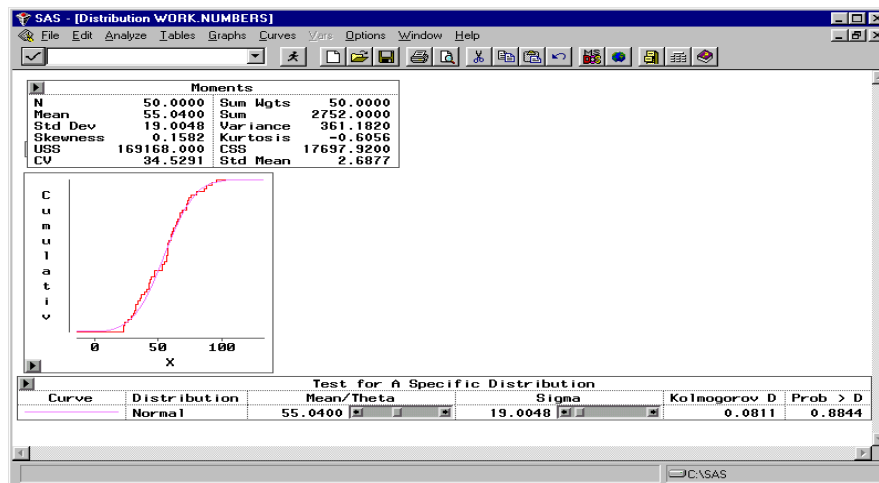 SAS - [Distribution WORK.NUMBERS]
File Edit Analyze Tables Graphs Curves Vars Options Window Help
MS DOS
Moments
N 50.0000 Sum Wgts 50.0000
Mean 55.0400 Sum 2752.0000
Std Dev 19.0048 Variance 361.1820
Skewness 0.1582 Kurtosis -0.6056
USS 169168.000 CSS 17697.9200
CV 34.5291 Std Mean 2.6877
Cumulativ
0 50 100
X
Test for A Specific Distribution
Curve Distribution Mean/Theta Sigma Kolmogorov D Prob > D
Normal 55.0400 19.0048 0.0811 0.8844
C:\SAS